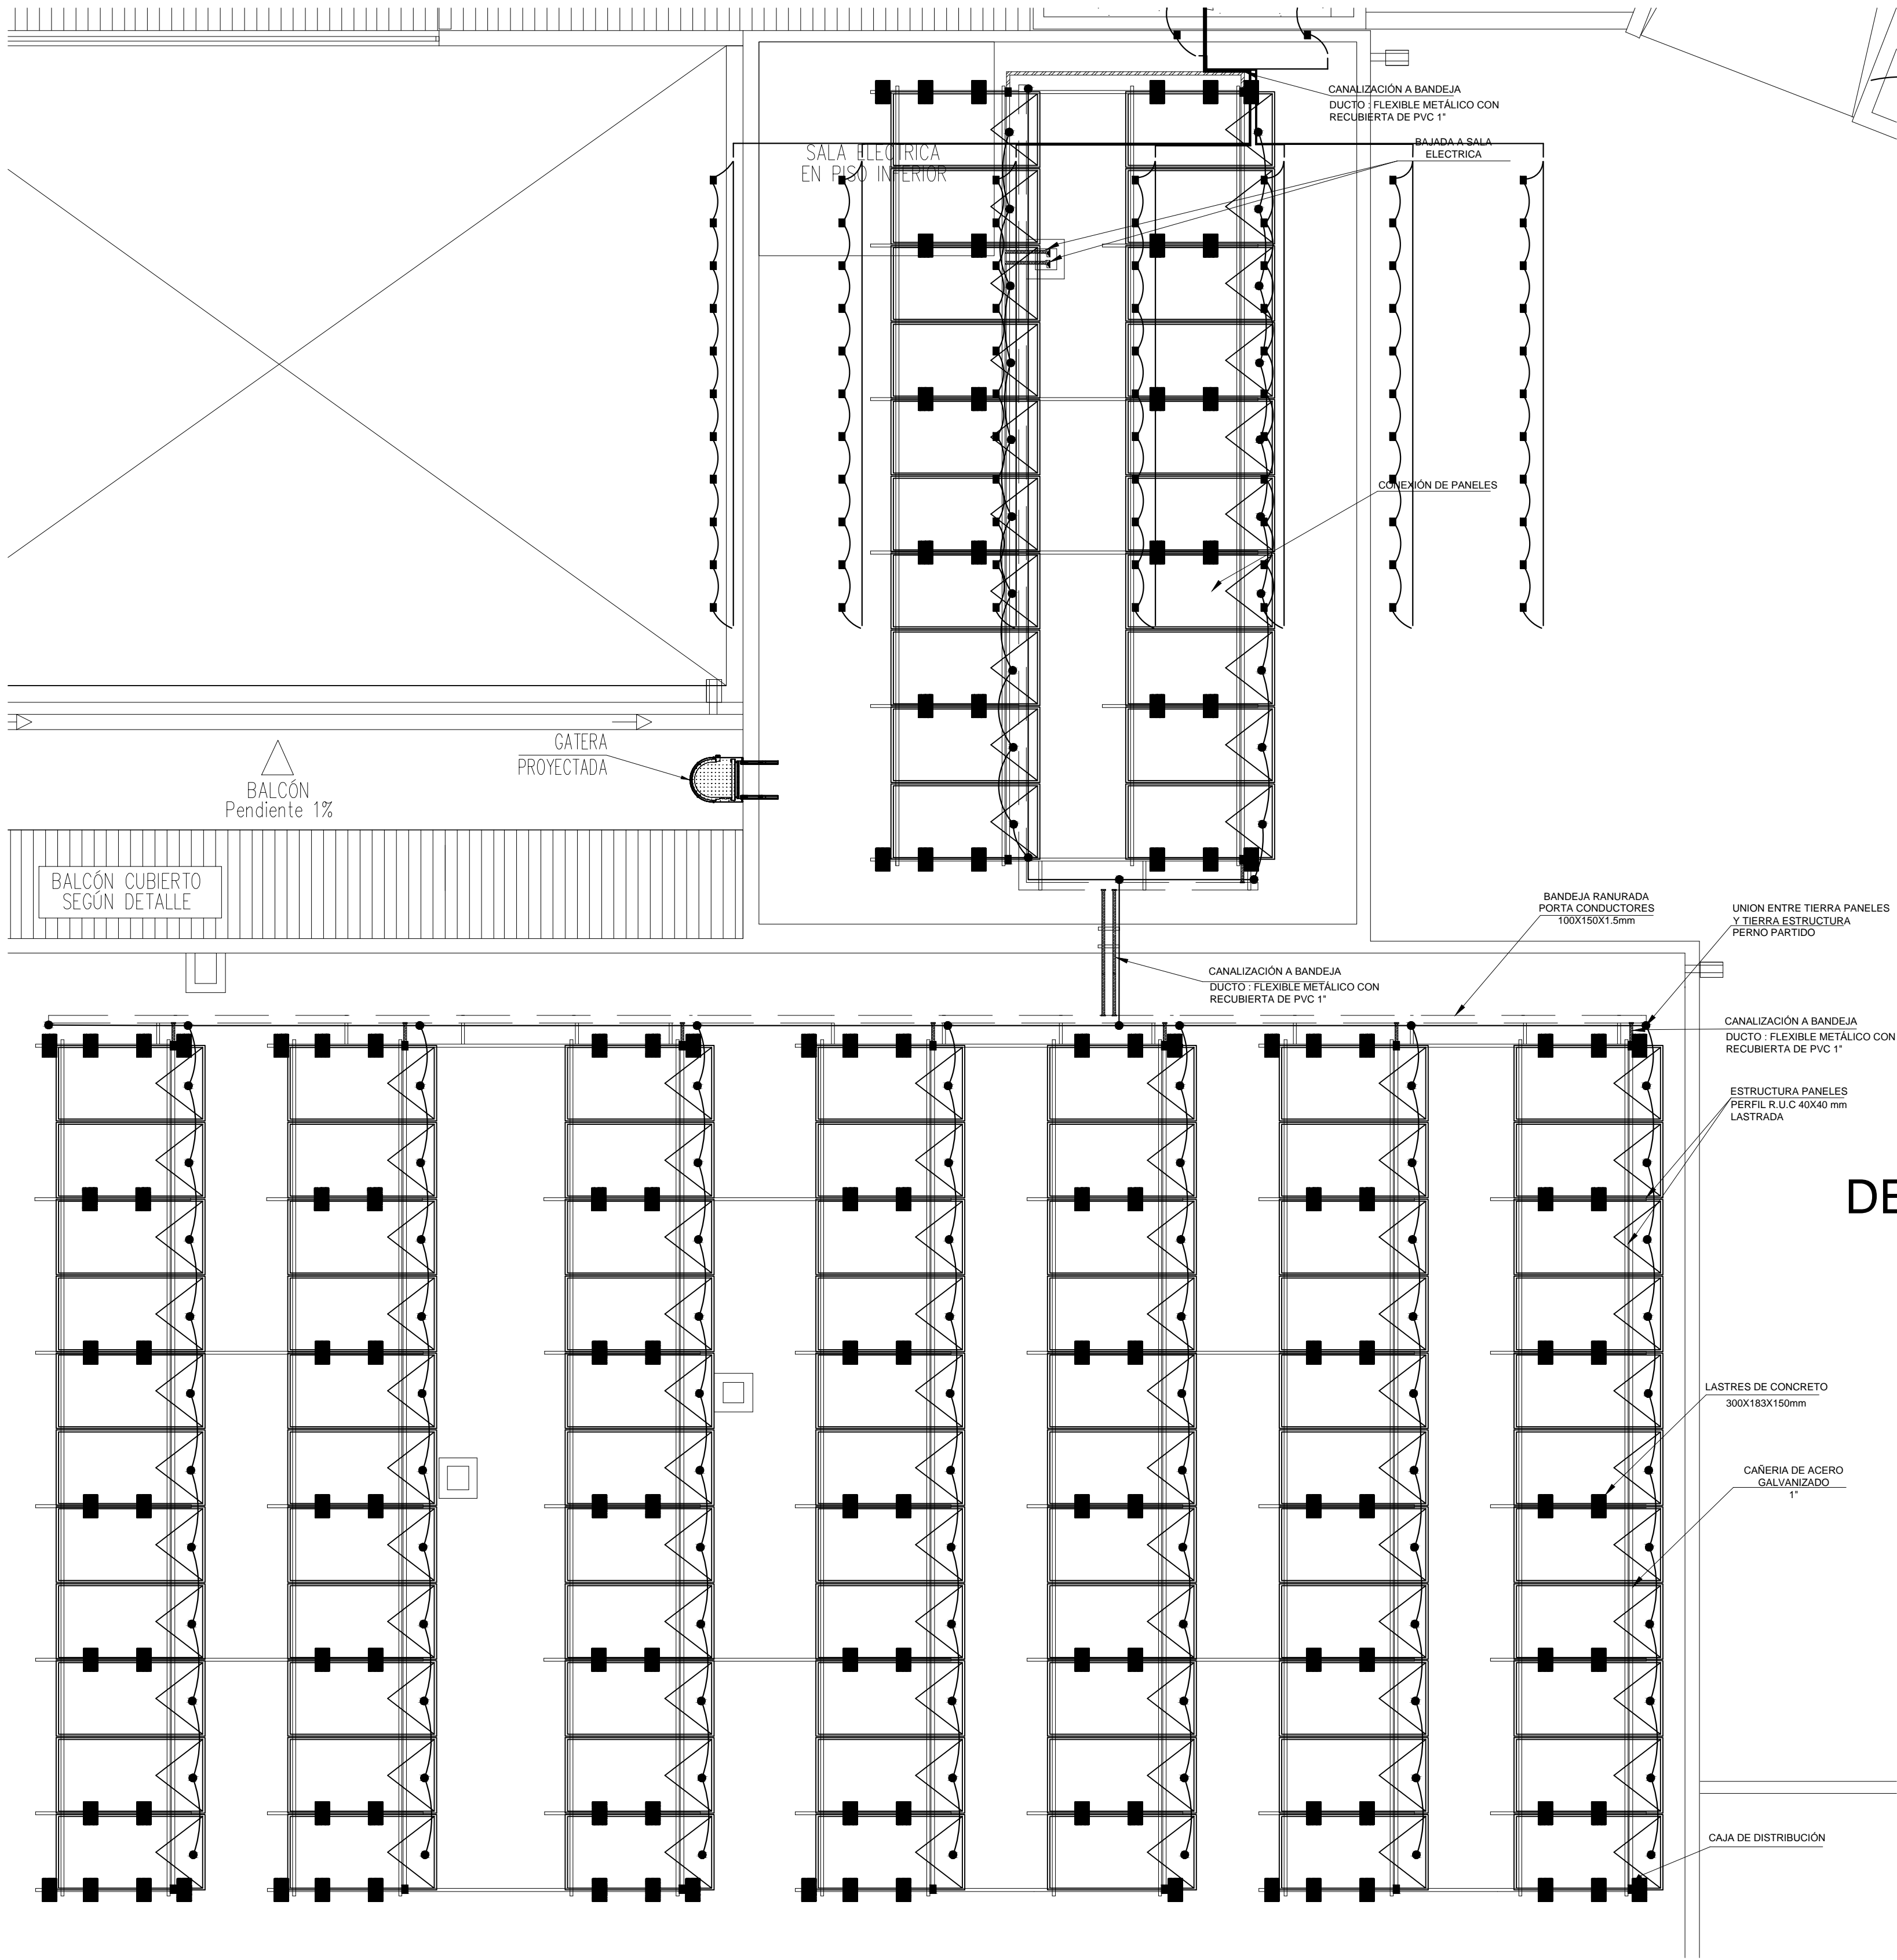 CANALIZACIÓN A BANDEJA
DUCTO : FLEXIBLE METÁLICO CON
RECUBIERTA DE PVC 1"
BAJADA A SALA
ELECTRICA
SALA ELECTRICA
EN PISO INFERIOR
CONEXIÓN DE PANELES
GATERA
PROYECTADA
BALCÓN
Pendiente 1%
BALCÓN CUBIERTO
SEGÚN DETALLE
BANDEJA RANURADA
PORTA CONDUCTORES
100X150X1.5mm
UNION ENTRE TIERRA PANELES
Y TIERRA ESTRUCTURA
PERNO PARTIDO
CANALIZACIÓN A BANDEJA
DUCTO : FLEXIBLE METÁLICO CON
RECUBIERTA DE PVC 1"
CANALIZACIÓN A BANDEJA
DUCTO : FLEXIBLE METÁLICO CON
RECUBIERTA DE PVC 1"
ESTRUCTURA PANELES
PERFIL R.U.C 40X40 mm
LASTRADA
DE
LASTRES DE CONCRETO
300X183X150mm
CAÑERIA DE ACERO
GALVANIZADO
1"
CAJA DE DISTRIBUCIÓN